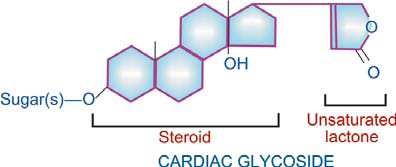 O
OH
O
Sugar(s)—O
Steroid
Unsaturated
lactone
CARDIAC GLYCOSIDE